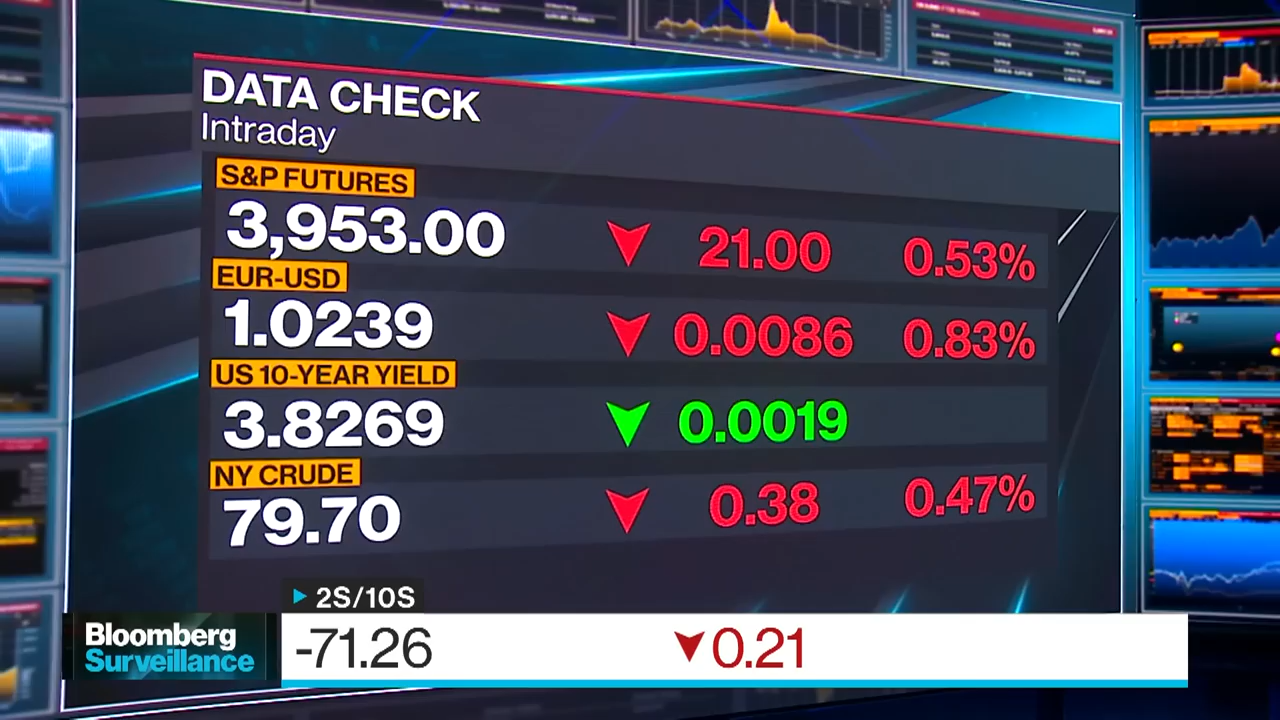 DATA CHECK
Intraday
S&P FUTURES
3,953.00 21.00 0.53%
EUR-USD
1.0239 0.0086 0.83%
US 10-YEAR YIELD
3.8269 0.0019
NY CRUDE
79.70 0.38 0.47%
2S/10S
-71.26 0.21
Bloomberg
Surveillance